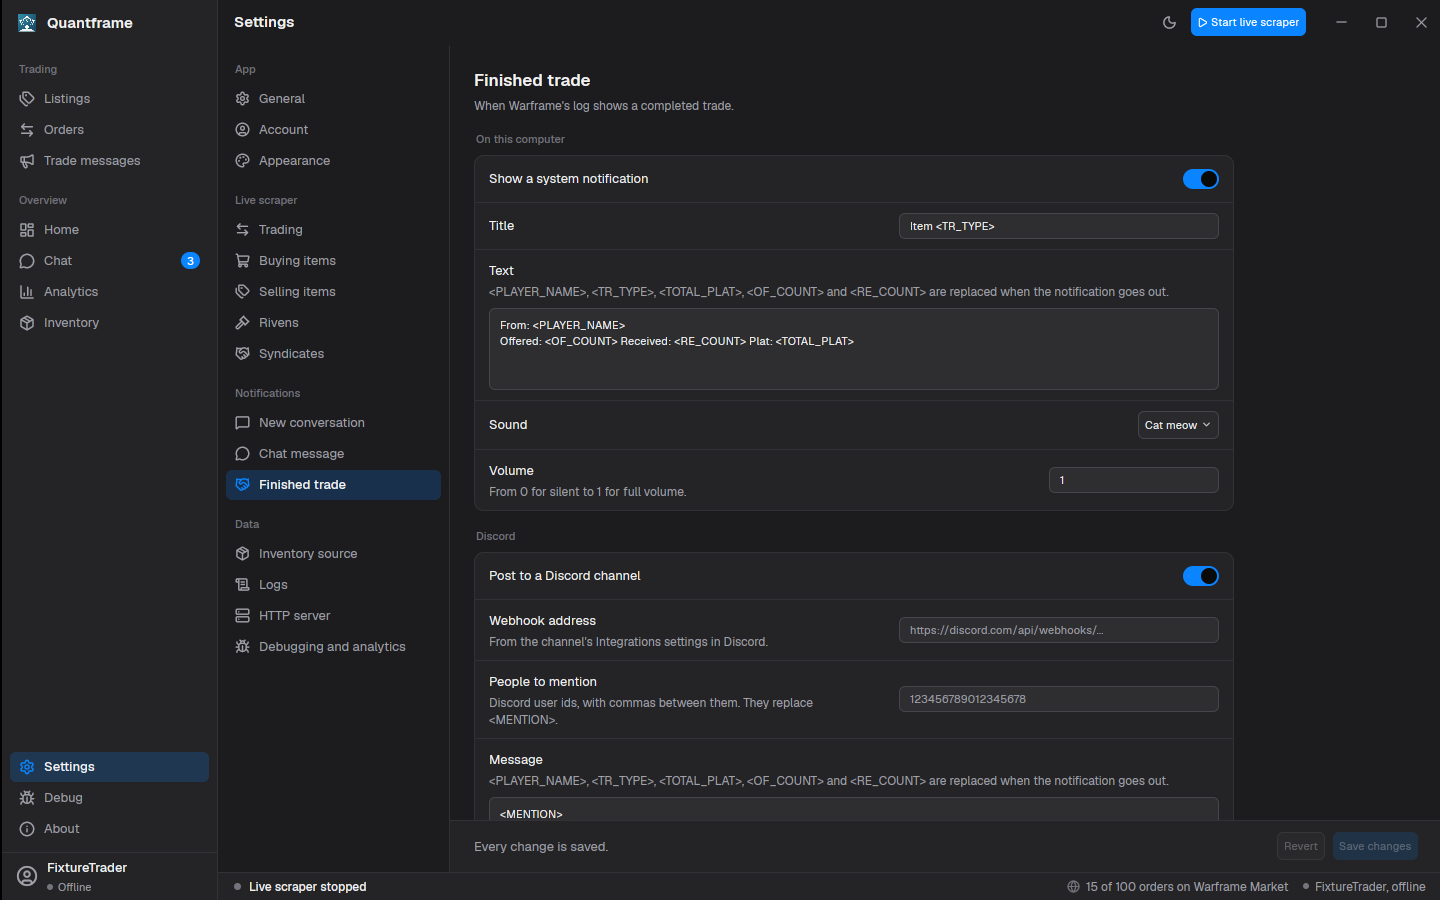 Quantframe
Settings
Start live scraper
Trading
Listings
Orders
Trade messages
Overview
Home
Chat
3
Analytics
Inventory
Settings
Debug
About
FixtureTrader
Offline
App
General
Account
Appearance
Live scraper
Trading
Buying items
Selling items
Rivens
Syndicates
Notifications
New conversation
Chat message
Finished trade
Data
Inventory source
Logs
HTTP server
Debugging and analytics
Finished trade
When Warframe's log shows a completed trade.
On this computer
Show a system notification
Title
Item <TR_TYPE>
Text
<PLAYER_NAME>, <TR_TYPE>, <TOTAL_PLAT>, <OF_COUNT> and <RE_COUNT> are replaced when the notification goes out.
From: <PLAYER_NAME>
Offered: <OF_COUNT> Received: <RE_COUNT> Plat: <TOTAL_PLAT>
Sound
Cat meow
Volume
From 0 for silent to 1 for full volume.
1
Discord
Post to a Discord channel
Webhook address
From the channel's Integrations settings in Discord.
https://discord.com/api/webhooks/...
People to mention
Discord user ids, with commas between them. They replace
<MENTION>.
123456789012345678
Message
<PLAYER_NAME>, <TR_TYPE>, <TOTAL_PLAT>, <OF_COUNT> and <RE_COUNT> are replaced when the notification goes out.
<MENTION>
Every change is saved.
Revert
Save changes
Live scraper stopped
15 of 100 orders on Warframe Market
FixtureTrader, offline